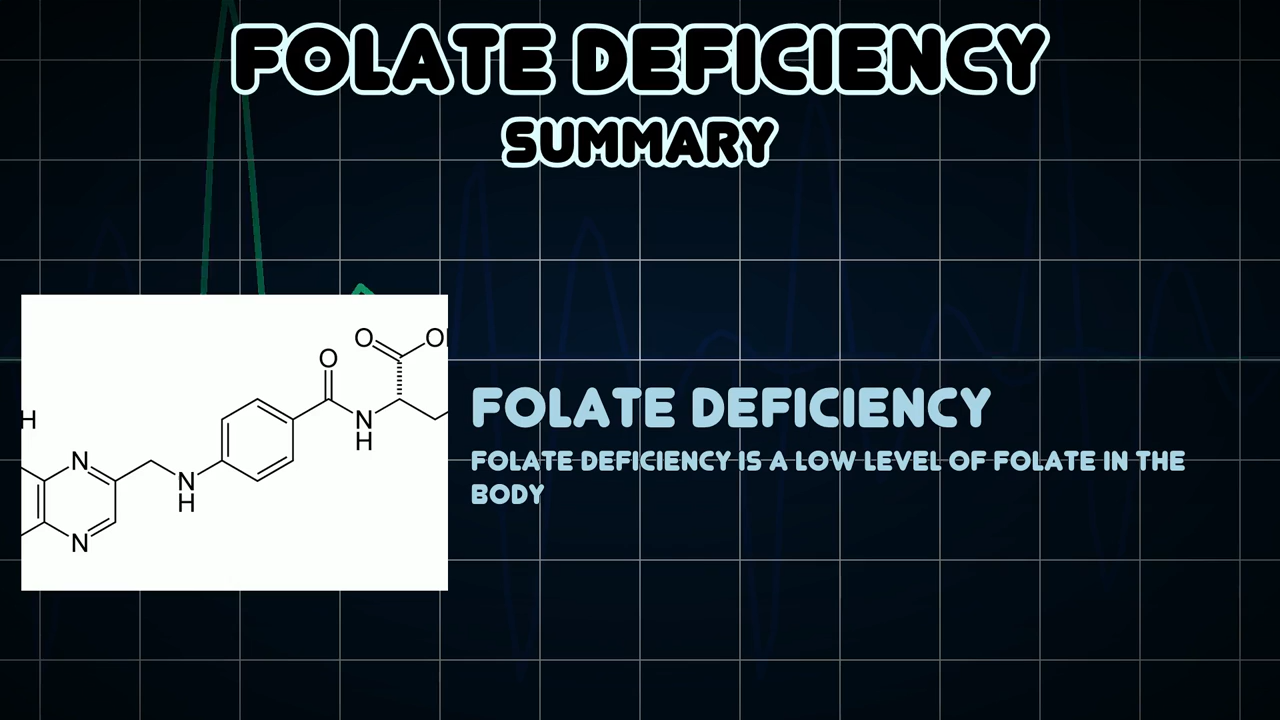 FOLATE DEFICIENCY
SUMMARY
O
O
O
H
N
H
N
N
H
N
FOLATE DEFICIENCY
FOLATE DEFICIENCY IS A LOW LEVEL OF FOLATE IN THE
BODY